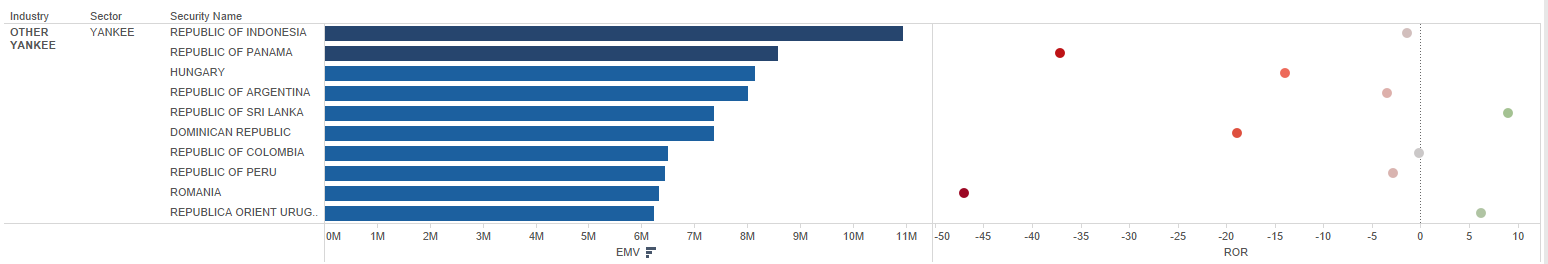 Industry Sector Security Name
OTHER YANKEE YANKEE REPUBLIC OF INDONESIA
REPUBLIC OF PANAMA
HUNGARY
REPUBLIC OF ARGENTINA
REPUBLIC OF SRI LANKA
DOMINICAN REPUBLIC
REPUBLIC OF COLOMBIA
REPUBLIC OF PERU
ROMANIA
REPUBLICA ORIENT URUG..
0M 1M 2M 3M 4M 5M 6M 7M 8M 9M 10M 11M -50 -45 -35 -30 -25 -20 -15 -10 -5 0 5 10
EMV ROR